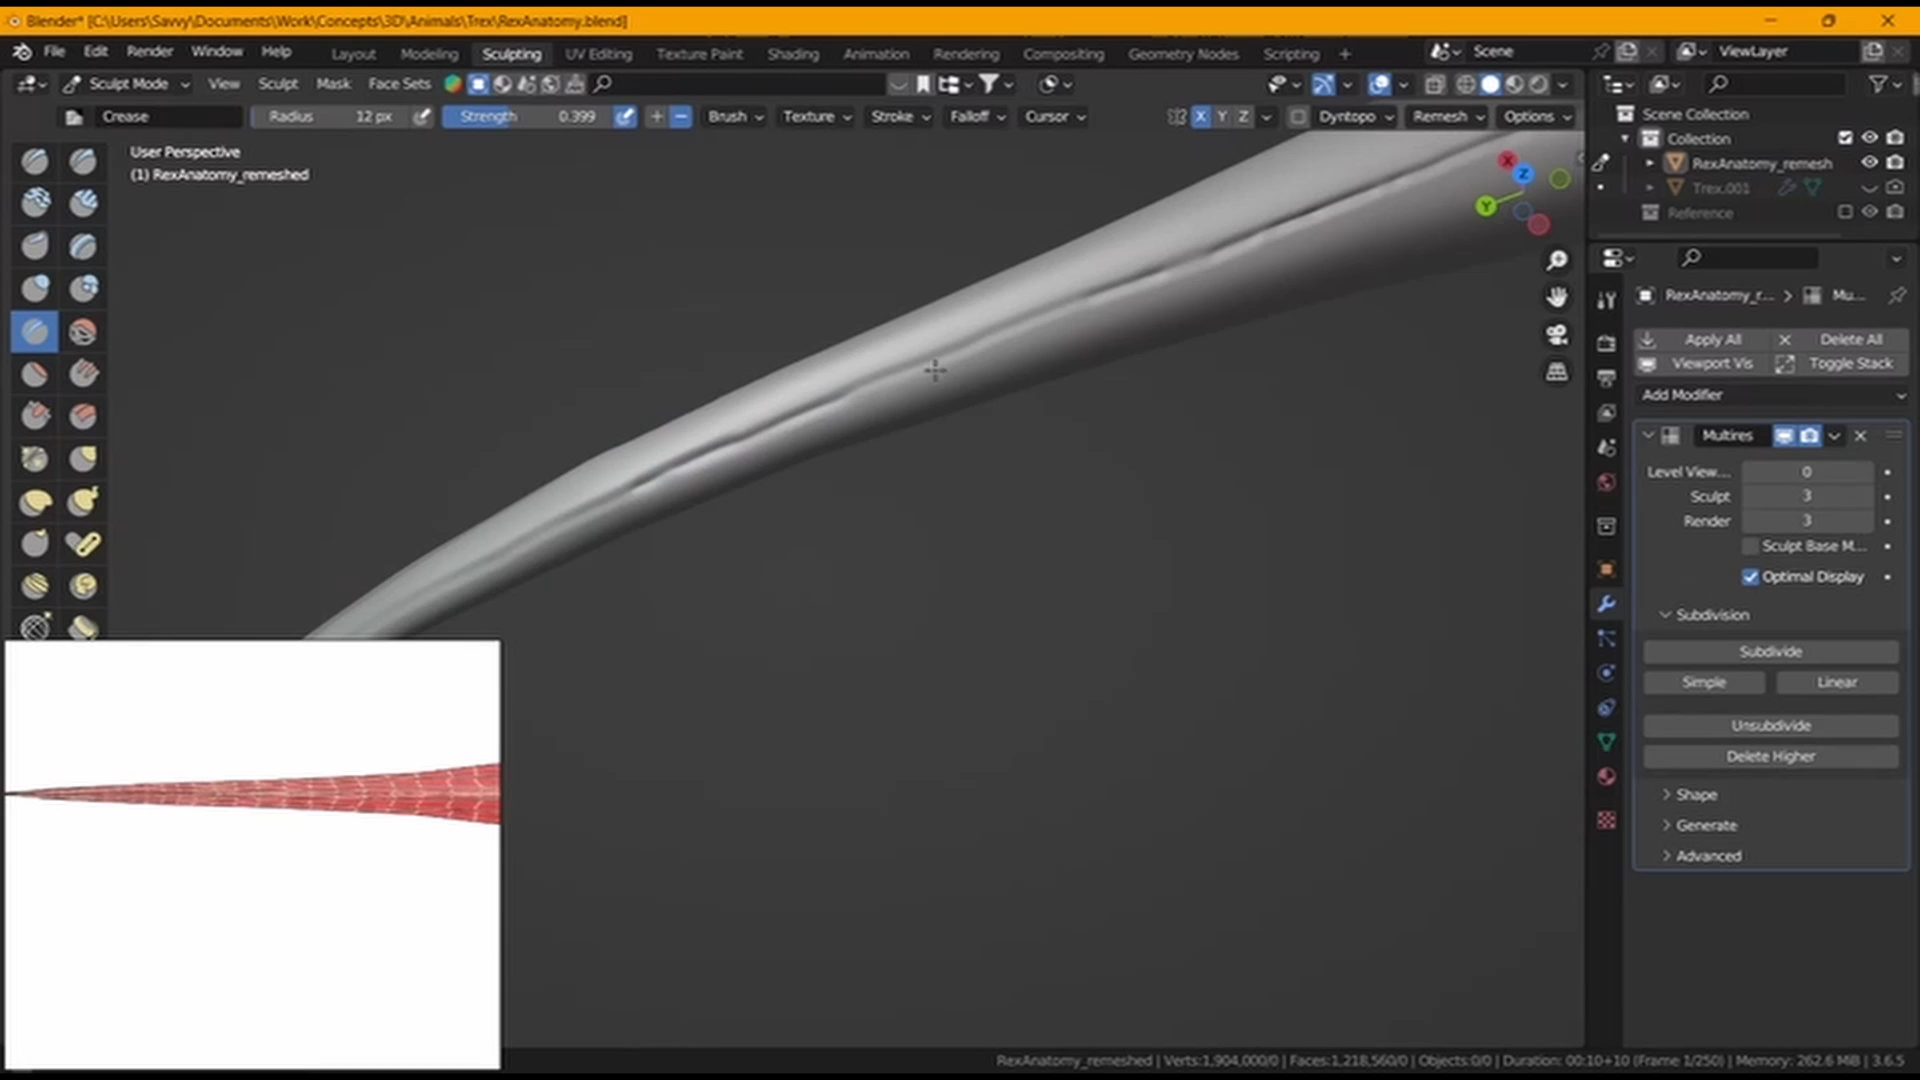 Blender* [C:\Users\Savvy\Documents\Work\Concepts\3D\Animals\Trex\RexAnatomy.blend]
File Edit Render Window Help Layout Modeling Sculpting UV Editing Texture Paint Shading Animation Rendering Compositing Geometry Nodes Scripting + Scene ViewLayer
Sculpt Mode View Sculpt Mask Face Sets
Crease Radius 12 px Strength 0.399 Brush Texture Stroke Falloff Cursor X Y Z Dyntopo Remesh Options
User Perspective
(1) RexAnatomy_remeshed
X
Z
Y
Scene Collection
Collection
RexAnatomy_remesh
Trex.001
Reference
RexAnatomy_r... > Mu...
Apply All Delete All
Viewport Vis Toggle Stack
Add Modifier
Multires
Level View... 0
Sculpt 3
Render 3
Sculpt Base M...
Optimal Display
Subdivision
Subdivide
Simple Linear
Unsubdivide
Delete Higher
Shape
Generate
Advanced
RexAnatomy_remeshed | Verts:1,904,000/0 | Faces:1,218,560/0 | Objects:0/0 | Duration: 00:10+10 (Frame 1/250) | Memory: 262.6 MiB | 3.6.5